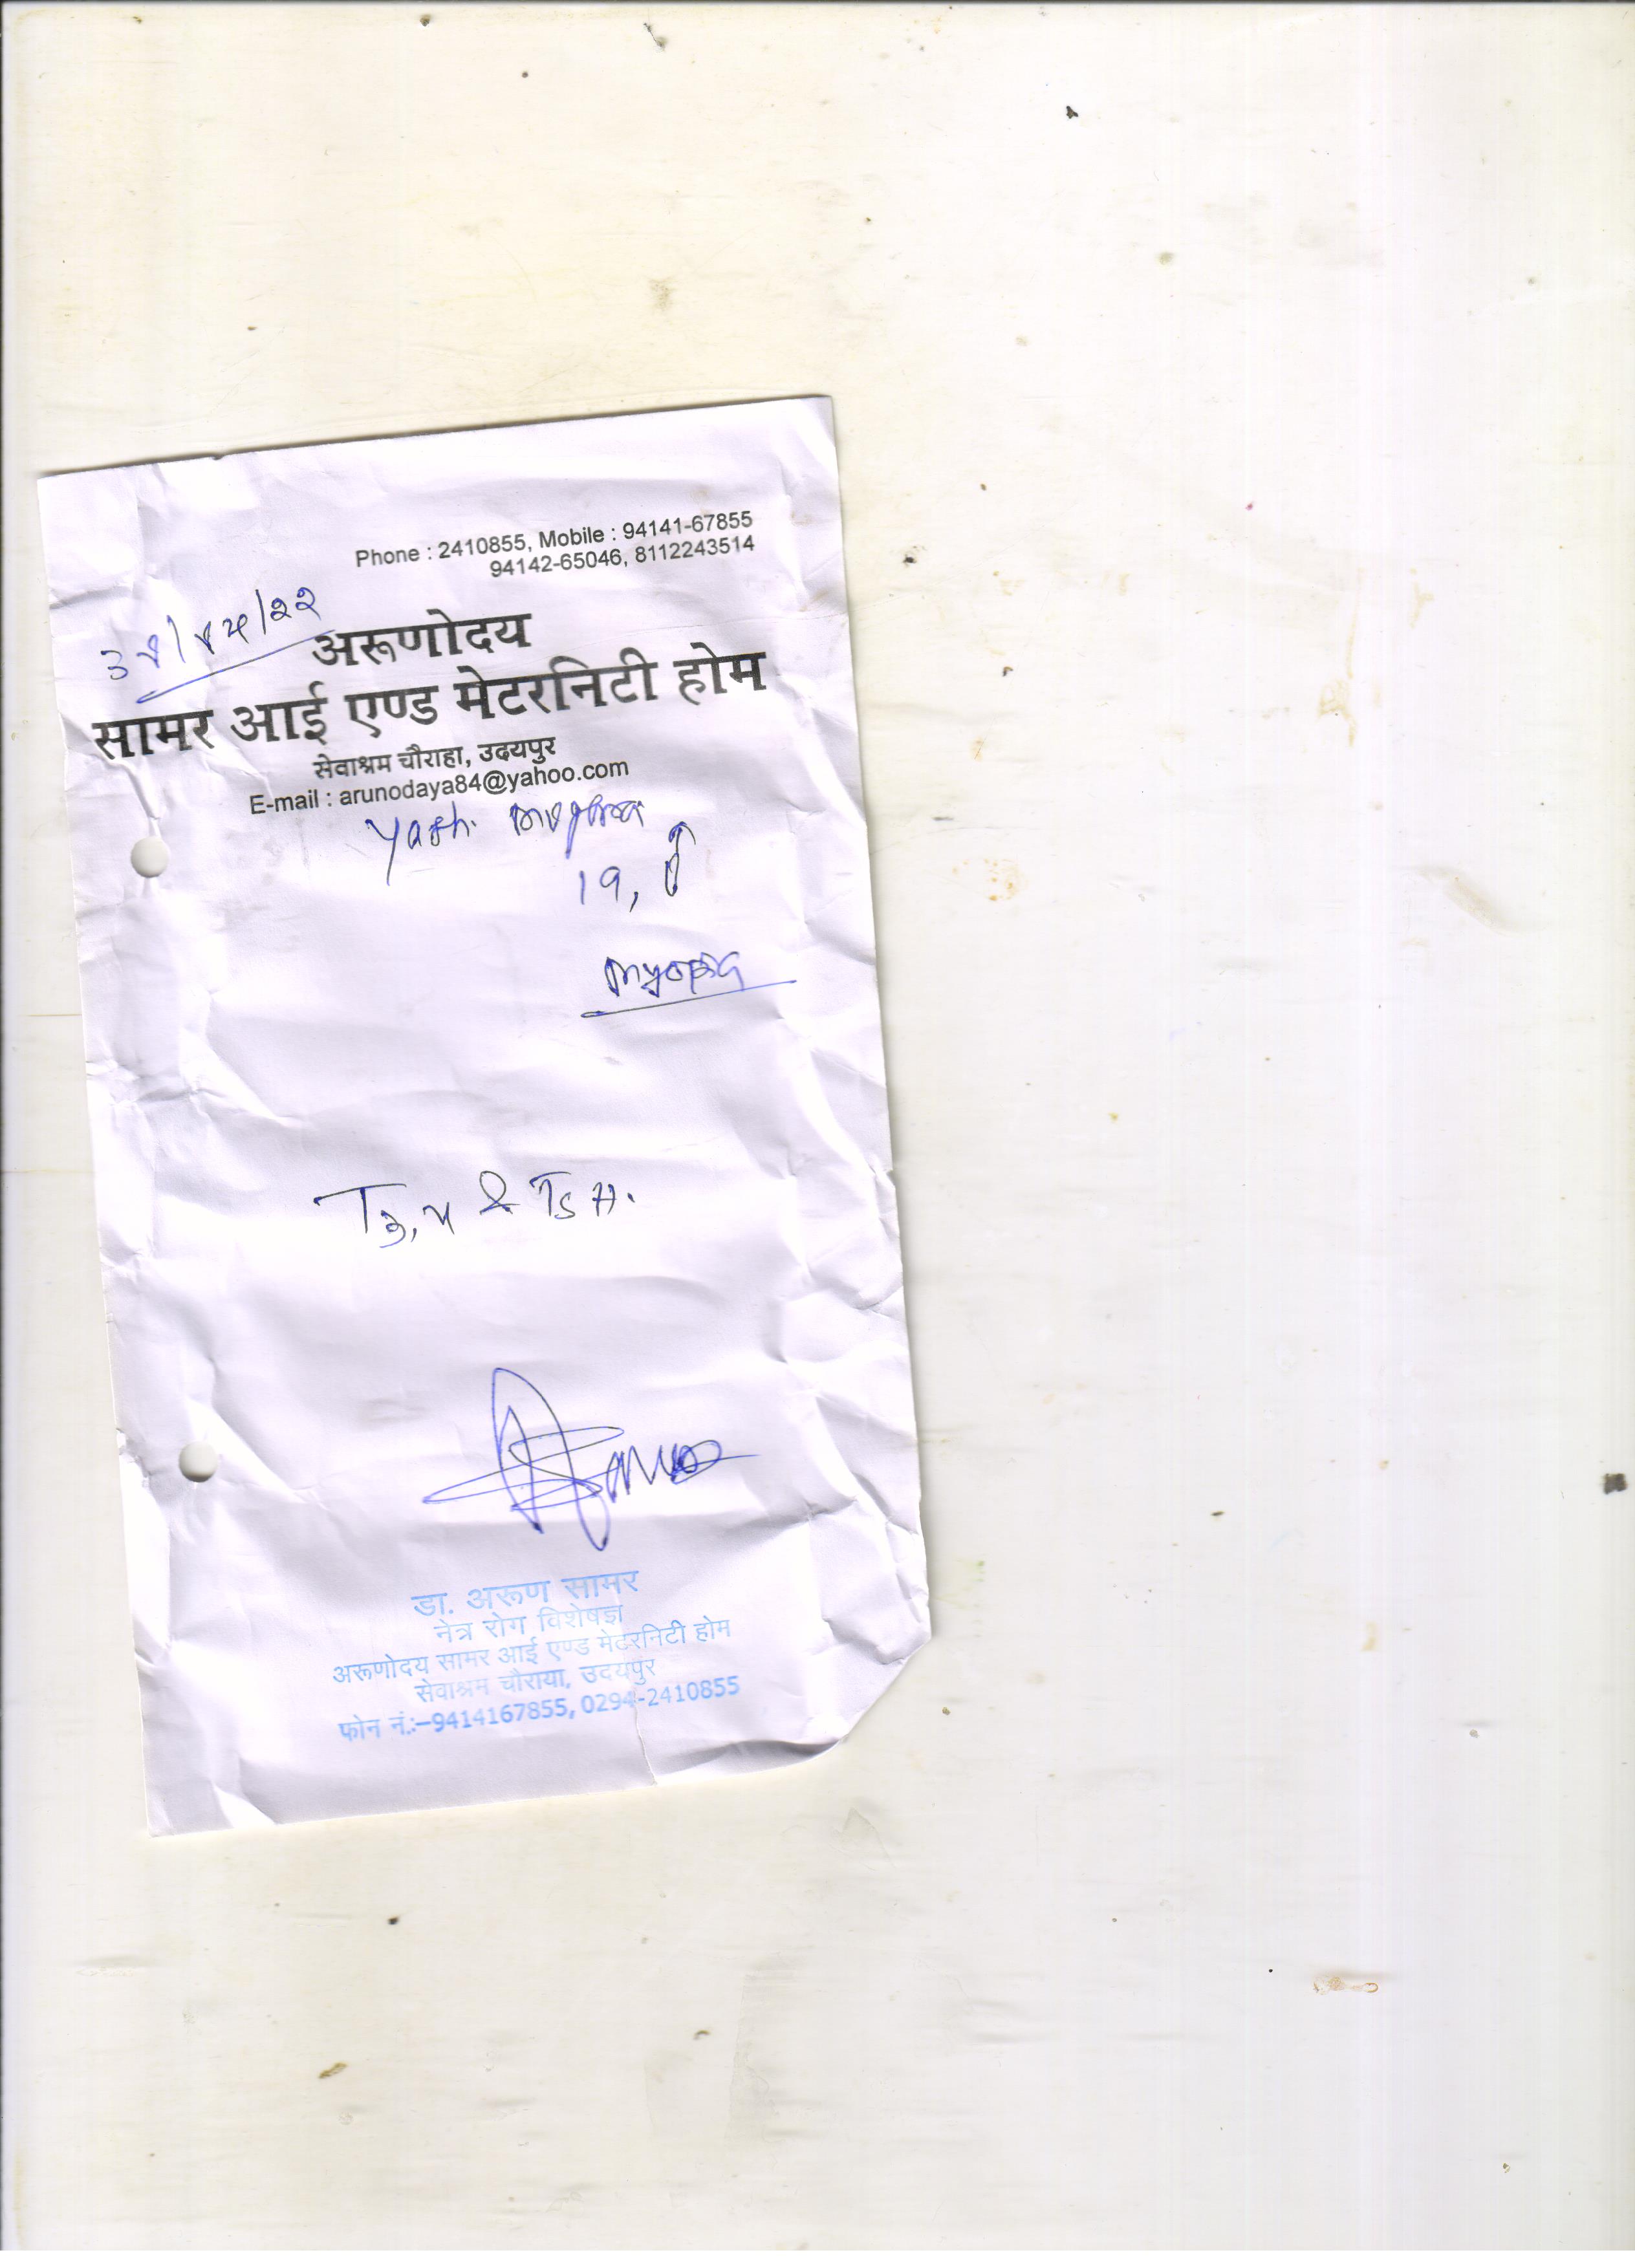 Phone : 2410855, Mobile : 94141-67855
94142-65046, 8112243514
अरूणोदय
सामर आई एण्ड मेटरनिटी होम
सेवाश्रम चौराहा, उदयपुर
E-mail : arunodaya84@yahoo.com
Yash
19,
myopia
T3, 4 & TSH.
डा. अरूण सामर
नेत्र रोग विशेषज्ञ
अरूणोदय सामर आई एण्ड मेटरनिटी होम
सेवाश्रम चौराया, उदयपुर
फोन नं.:–9414167855, 0294-2410855